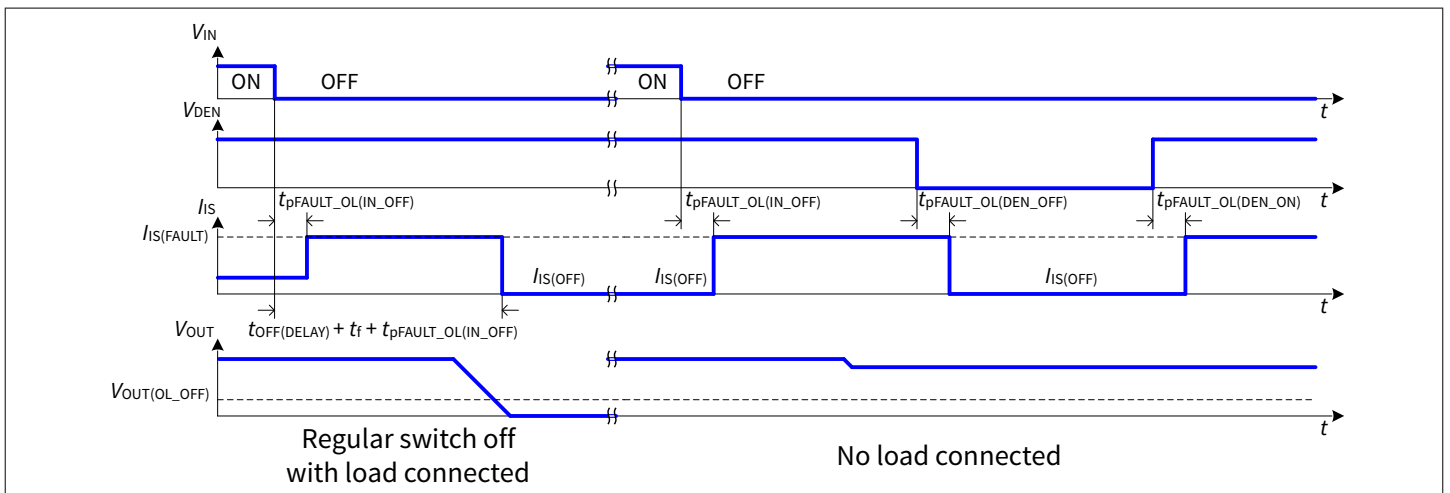 VIN
ON OFF ON OFF
t
VDEN
t
tpFAULT_OL(IN_OFF) tpFAULT_OL(IN_OFF) tpFAULT_OL(DEN_OFF) tpFAULT_OL(DEN_ON)
IIS
IIS(FAULT)
IIS(OFF) IIS(OFF) IIS(OFF)
t
tOFF(DELAY) + tf + tpFAULT_OL(IN_OFF)
VOUT
VOUT(OL_OFF)
t
Regular switch off
with load connected
No load connected